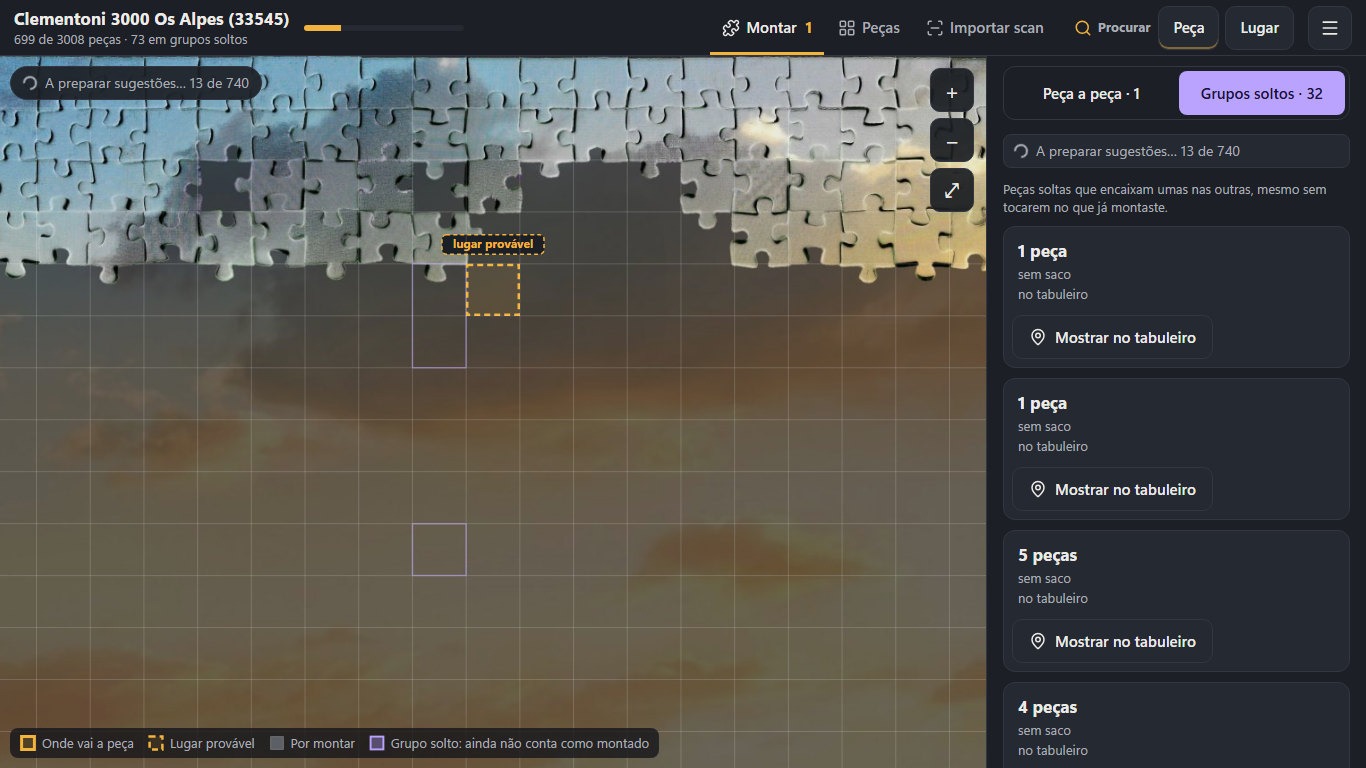 Clementoni 3000 Os Alpes (33545)
699 de 3008 peças · 73 em grupos soltos
Montar 1
Peças
Importar scan
Procurar
Peça
Lugar
A preparar sugestões... 13 de 740
lugar provável
Onde vai a peça
Lugar provável
Por montar
Grupo solto: ainda não conta como montado
Peça a peça · 1
Grupos soltos · 32
A preparar sugestões... 13 de 740
Peças soltas que encaixam umas nas outras, mesmo sem
tocarem no que já montaste.
1 peça
sem saco
no tabuleiro
Mostrar no tabuleiro
1 peça
sem saco
no tabuleiro
Mostrar no tabuleiro
5 peças
sem saco
no tabuleiro
Mostrar no tabuleiro
4 peças
sem saco
no tabuleiro